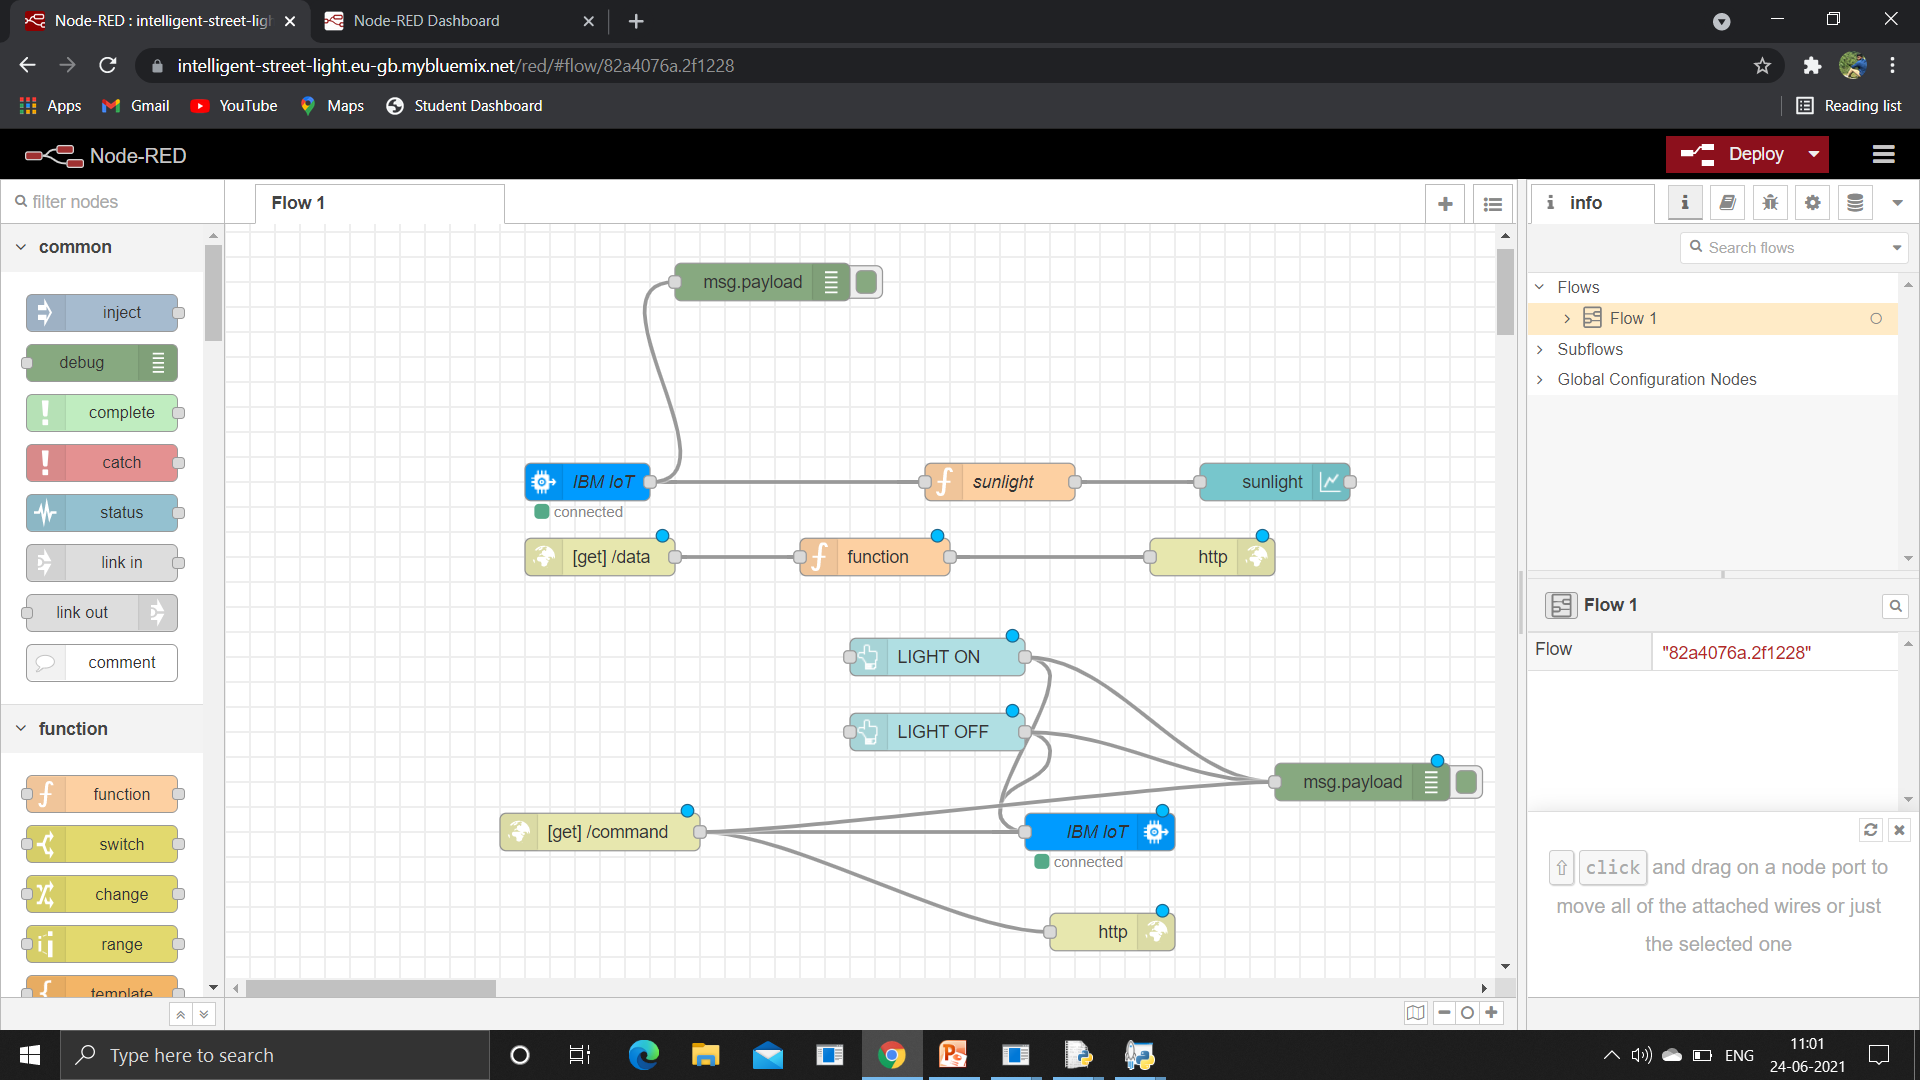 Node-RED : intelligent-street-ligh
Node-RED Dashboard
intelligent-street-light.eu-gb.mybluemix.net/red/#flow/82a4076a.2f1228
Apps
Gmail
YouTube
Maps
Student Dashboard
Reading list
Node-RED
Deploy
filter nodes
Flow 1
i info
i
common
Search flows
inject
debug
complete
catch
status
link in
link out
comment
function
function
switch
change
range
template
msg.payload
IBM IoT
connected
sunlight
sunlight
[get] /data
function
http
LIGHT ON
LIGHT OFF
msg.payload
[get] /command
IBM IoT
connected
http
Flows
Flow 1
Subflows
Global Configuration Nodes
Flow 1
Flow
"82a4076a.2f1228"
⇧ click and drag on a node port to
move all of the attached wires or just
the selected one
Type here to search
ENG
11:01
24-06-2021